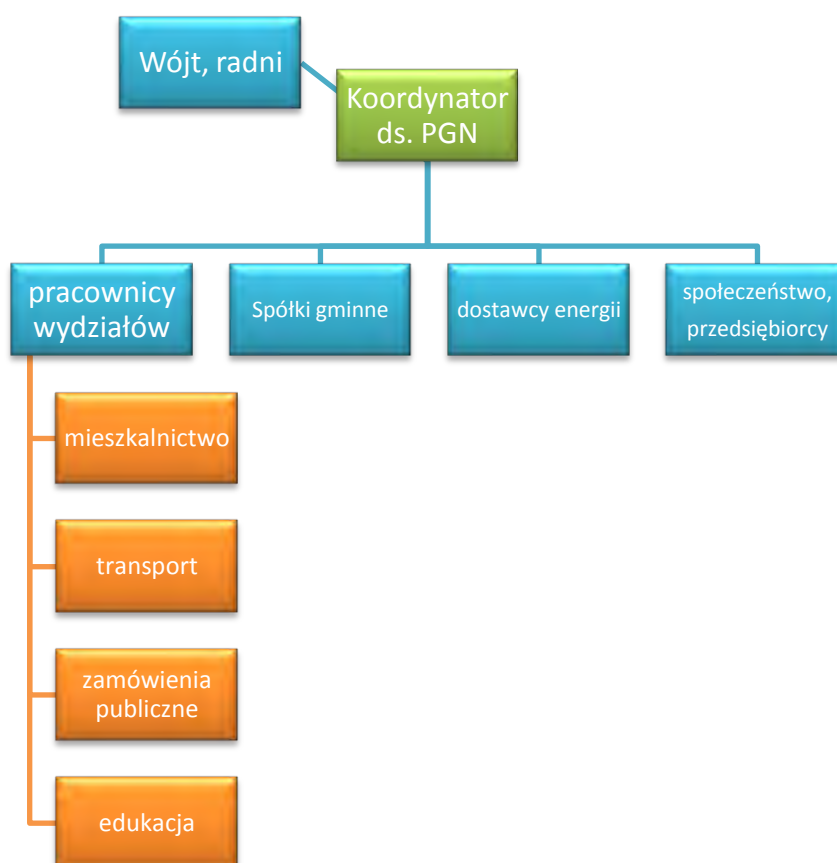 Wójt, radni
Koordynator
ds. PGN
pracownicy
wydziałów
Spółki gminne
dostawcy energii
społeczeństwo,
przedsiębiorcy
mieszkalnictwo
transport
zamówienia
publiczne
edukacja